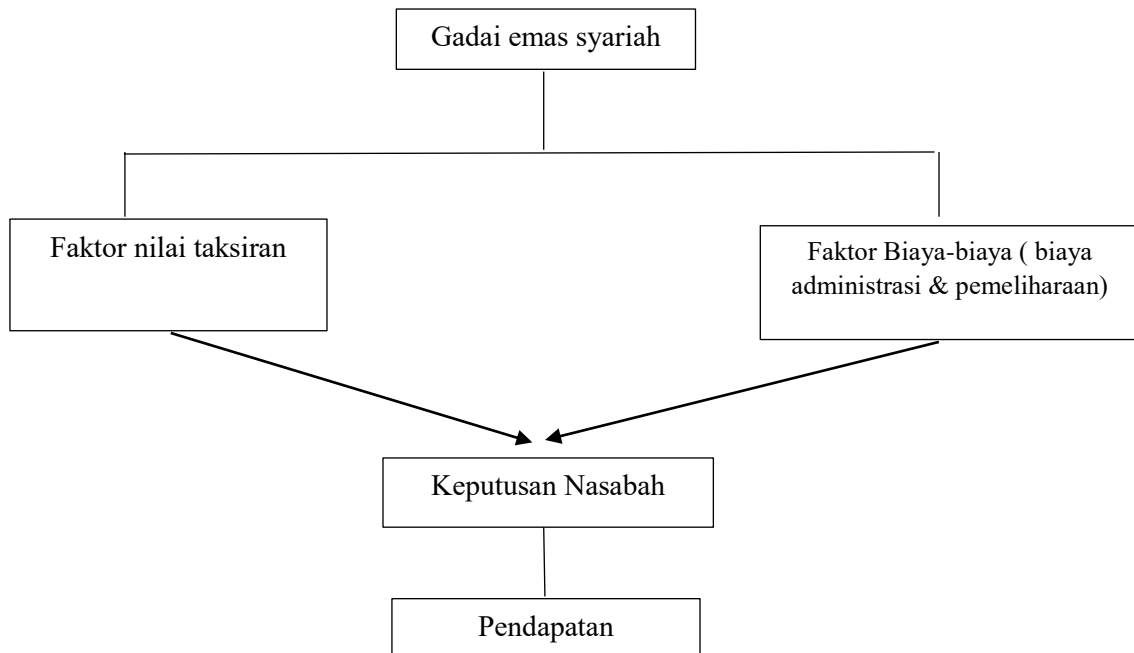 Gadai emas syariah
Faktor nilai taksiran
Faktor Biaya-biaya ( biaya
administrasi & pemeliharaan)
Keputusan Nasabah
Pendapatan